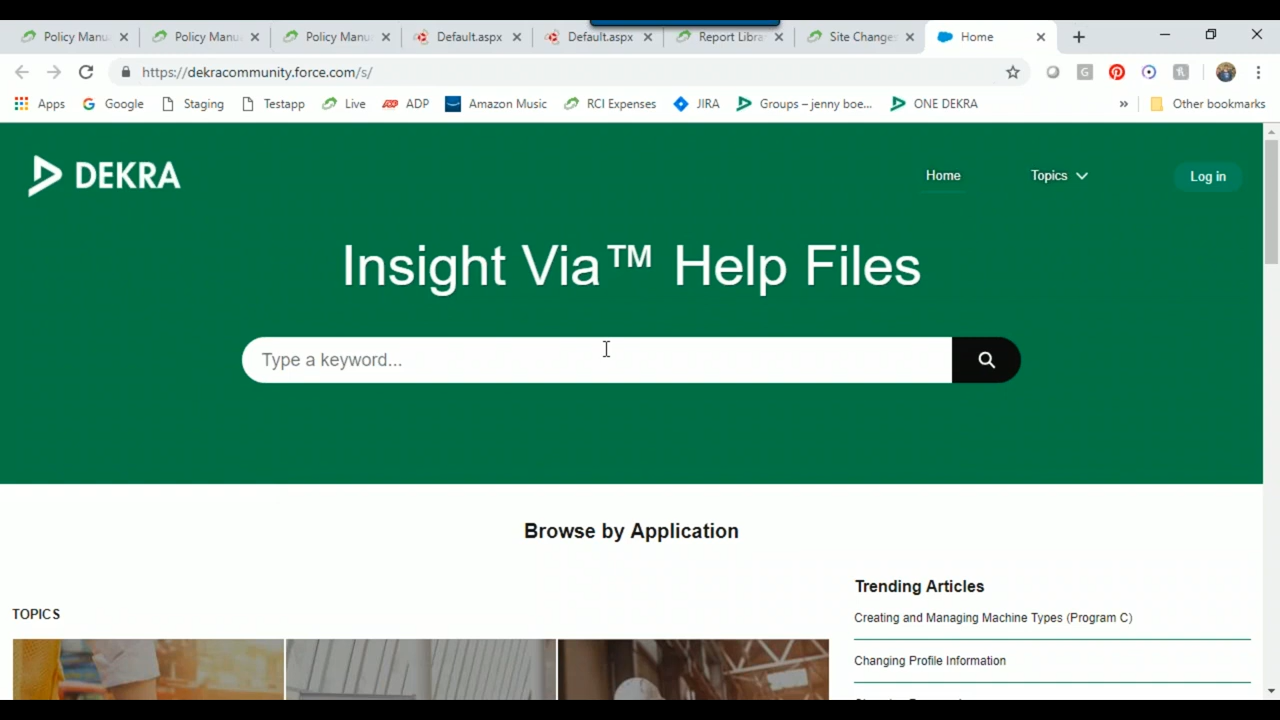 Policy Manu
Policy Manu
Policy Manu
Default.aspx
Default.aspx
Report Libra
Site Change
Home
https://dekracommunity.force.com/s/
Apps
Google
Staging
Testapp
Live
ADP
Amazon Music
RCI Expenses
JIRA
Groups – jenny boe...
ONE DEKRA
»
Other bookmarks
DEKRA
Home
Topics
Log in
Insight Via™ Help Files
Type a keyword...
Browse by Application
Trending Articles
TOPICS
Creating and Managing Machine Types (Program C)
Changing Profile Information